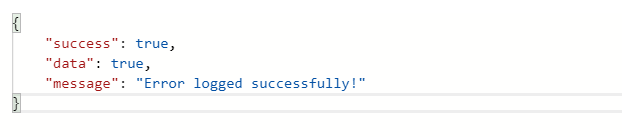 {
    "success": true,
    "data": true,
    "message": "Error logged successfully!"
}